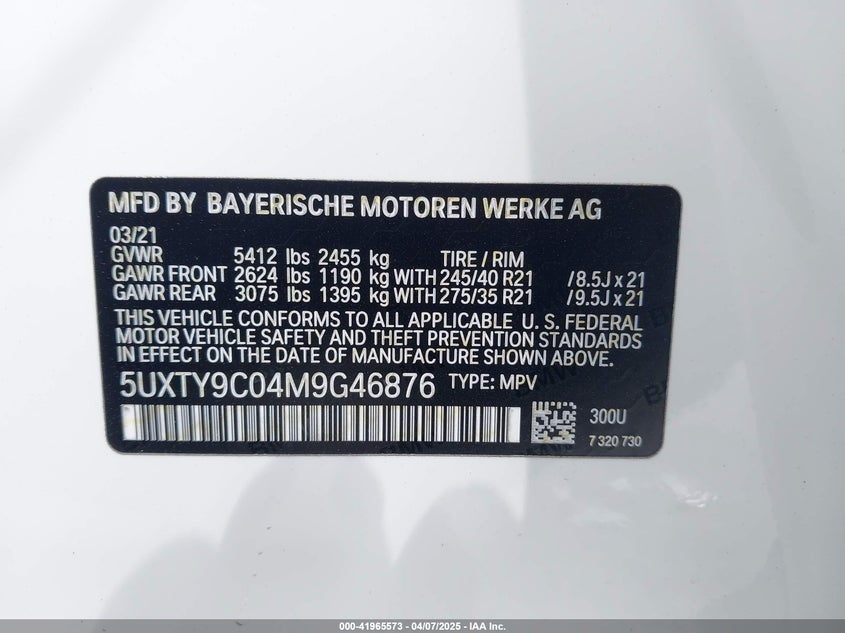 MFD BY BAYERISCHE MOTOREN WERKE AG
03/21
GVWR 5412 lbs 2455 kg TIRE / RIM
GAWR FRONT 2624 lbs 1190 kg WITH 245/40 R21 /8.5J x 21
GAWR REAR 3075 lbs 1395 kg WITH 275/35 R21 /9.5J x 21
THIS VEHICLE CONFORMS TO ALL APPLICABLE U. S. FEDERAL
MOTOR VEHICLE SAFETY AND THEFT PREVENTION STANDARDS
IN EFFECT ON THE DATE OF MANUFACTURE SHOWN ABOVE.
5UXTY9C04M9G46876 TYPE: MPV
300U
7 320 730
000-41965573 - 04/07/2025 - IAA Inc.